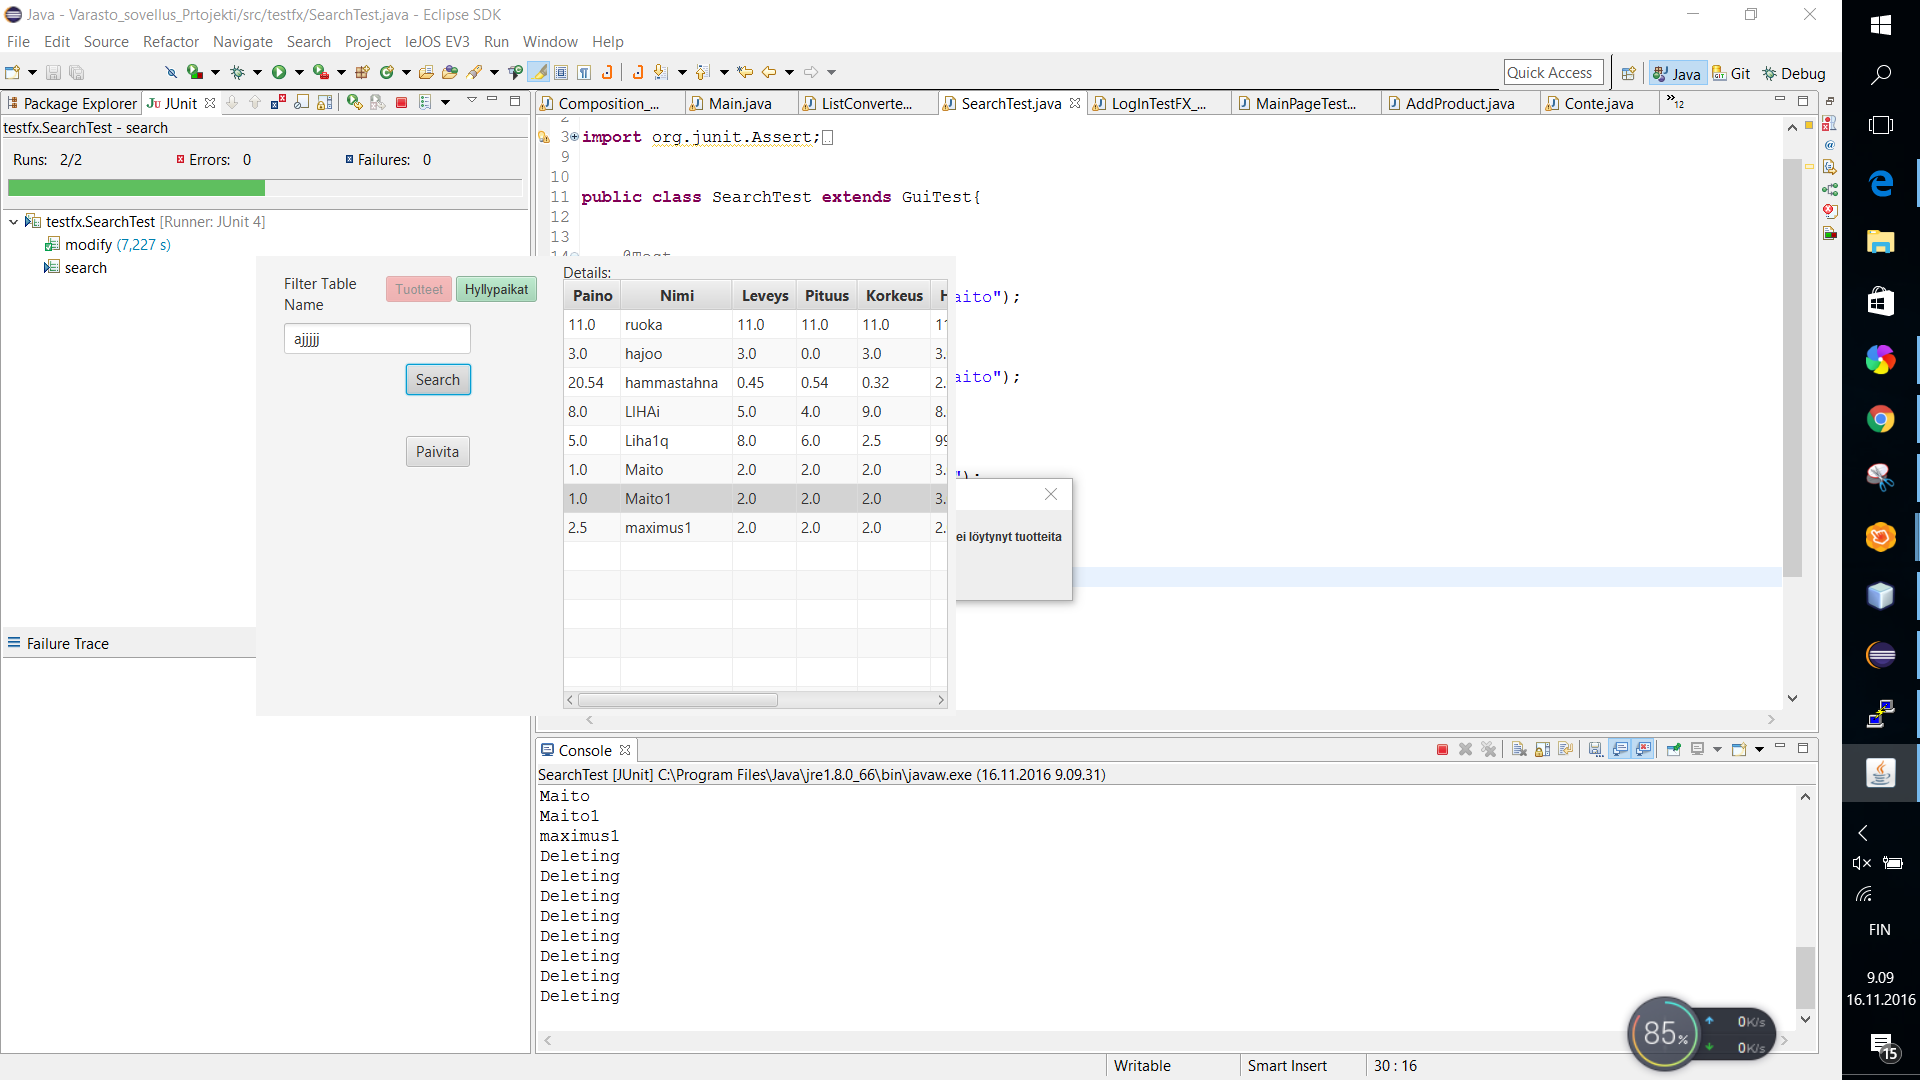 Java - Varasto_sovellus_Prtojekti/src/testfx/SearchTest.java - Eclipse SDK
File Edit Source Refactor Navigate Search Project leJOS EV3 Run Window Help
Quick Access Java Git Debug
Package Explorer JUnit
Composition_... Main.java ListConverte... SearchTest.java LogInTestFX_... MainPageTest... AddProduct.java Conte.java »12
testfx.SearchTest - search
Runs: 2/2 Errors: 0 Failures: 0
testfx.SearchTest [Runner: JUnit 4]
modify (7,227 s)
search
Failure Trace
2
3 import org.junit.Assert;
9
10
11 public class SearchTest extends GuiTest{
12
13
14 @Test
aito");
aito");
");
Filter Table
Name
Tuotteet Hyllypaikat
ajjjjj
Search
Paivita
Details:
Paino Nimi Leveys Pituus Korkeus H
11.0 ruoka 11.0 11.0 11.0 11
3.0 hajoo 3.0 0.0 3.0 3.
20.54 hammastahna 0.45 0.54 0.32 2.
8.0 LIHAi 5.0 4.0 9.0 8.
5.0 Liha1q 8.0 6.0 2.5 99
1.0 Maito 2.0 2.0 2.0 3.
1.0 Maito1 2.0 2.0 2.0 3.
2.5 maximus1 2.0 2.0 2.0 2.
ei löytynyt tuotteita
Console
SearchTest [JUnit] C:\Program Files\Java\jre1.8.0_66\bin\javaw.exe (16.11.2016 9.09.31)
Maito
Maito1
maximus1
Deleting
Deleting
Deleting
Deleting
Deleting
Deleting
Deleting
Deleting
Writable Smart Insert 30 : 16
85%
0K/s
0K/s
FIN
9.09
16.11.2016
15